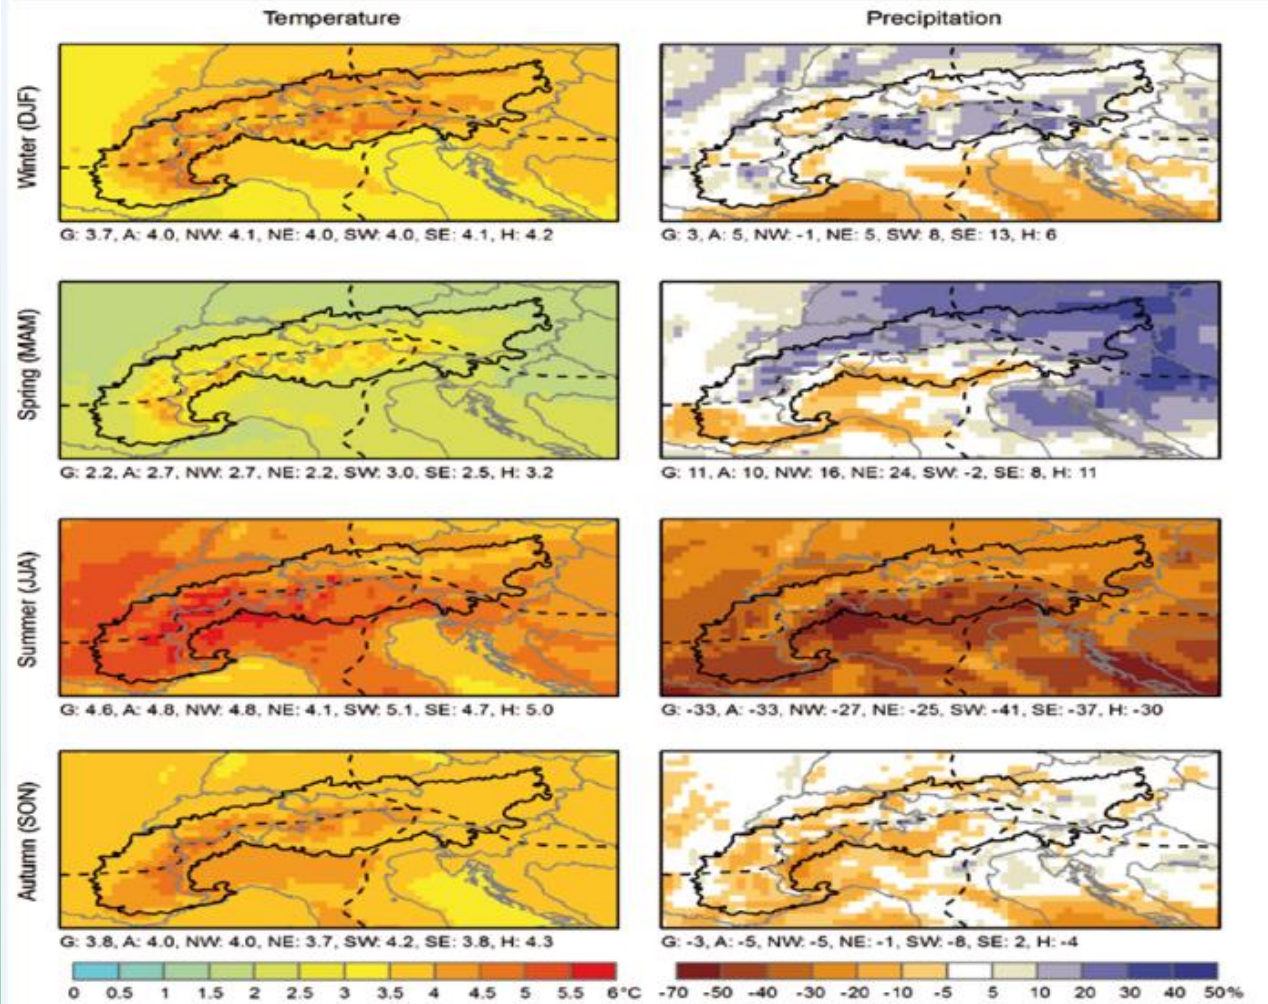 Temperature Precipitation
Winter (DJF)
G: 3.7, A: 4.0, NW: 4.1, NE: 4.0, SW: 4.0, SE: 4.1, H: 4.2
G: 3, A: 5, NW: -1, NE: 5, SW: 8, SE: 13, H: 6
Spring (MAM)
G: 2.2, A: 2.7, NW: 2.7, NE: 2.2, SW: 3.0, SE: 2.5, H: 3.2
G: 11, A: 10, NW: 16, NE: 24, SW: -2, SE: 8, H: 11
Summer (JJA)
G: 4.6, A: 4.8, NW: 4.8, NE: 4.1, SW: 5.1, SE: 4.7, H: 5.0
G: -33, A: -33, NW: -27, NE: -25, SW: -41, SE: -37, H: -30
Autumn (SON)
G: 3.8, A: 4.0, NW: 4.0, NE: 3.7, SW: 4.2, SE: 3.8, H: 4.3
G: -3, A: -5, NW: -5, NE: -1, SW: -8, SE: 2, H: -4
0 0.5 1 1.5 2 2.5 3 3.5 4 4.5 5 5.5 6°C
-70 -50 -40 -30 -20 -10 -5 5 10 20 30 40 50%